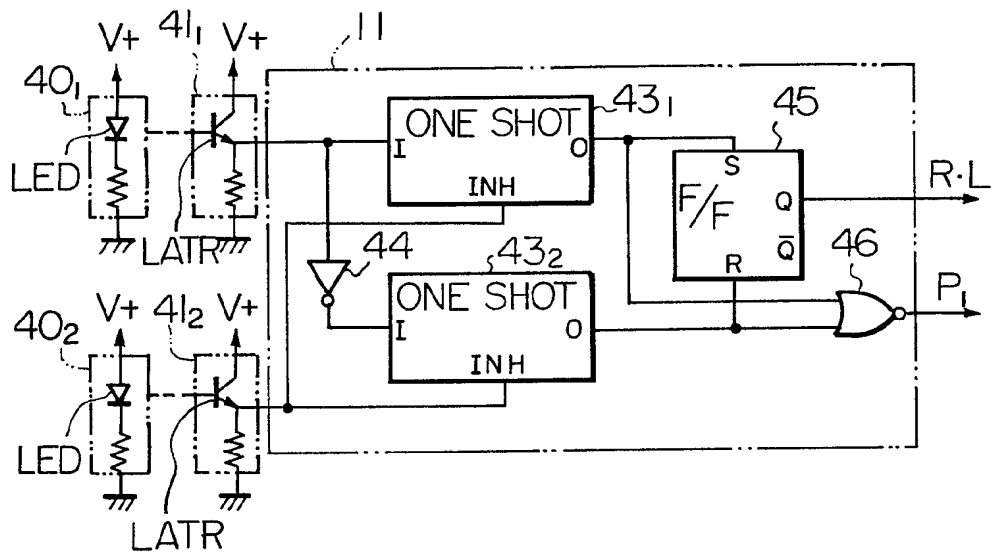 11
V+ 41₁ V+
40₁
LED
LATR
ONE SHOT 43₁
I O
INH
45
S
F/F Q
Q̅
R
R·L
44
43₂
ONE SHOT
I O
INH
46
P₁
V+ 41₂ V+
40₂
LED
LATR